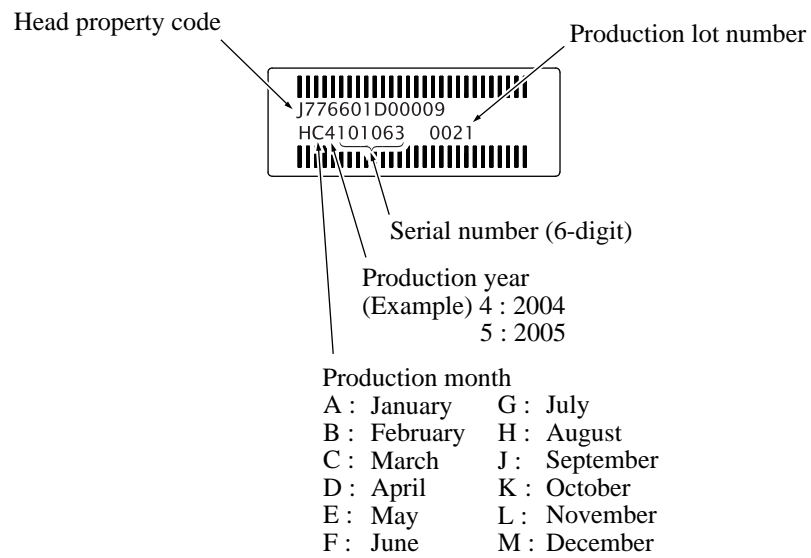 Head property code
Production lot number
J776601D00009
HC4101063 0021
Serial number (6-digit)
Production year
(Example) 4 : 2004
5 : 2005
Production month
A : January G : July
B : February H : August
C : March J : September
D : April K : October
E : May L : November
F : June M : December